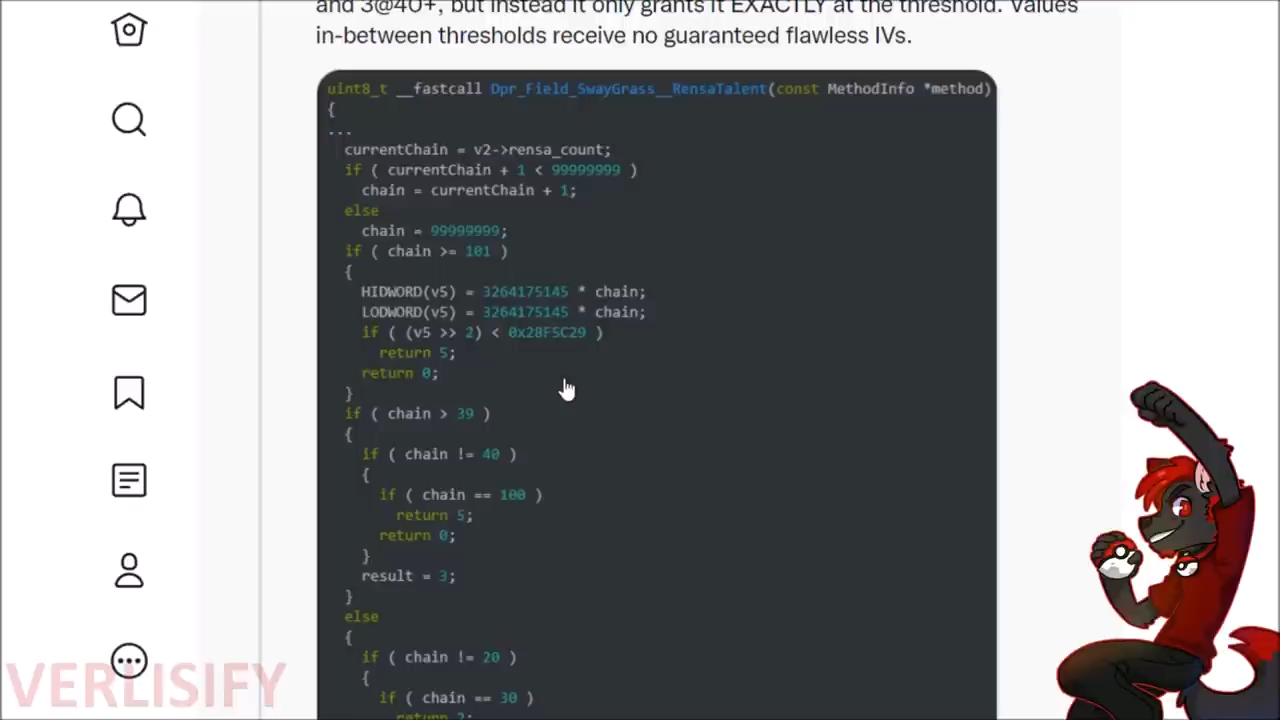 and 3@40+, but instead it only grants it EXACTLY at the threshold. Values
in-between thresholds receive no guaranteed flawless IVs.
uint8_t __fastcall Dpr_Field_SwayGrass__RensaTalent(const MethodInfo *method)
{
...
currentChain = v2->rensa_count;
if ( currentChain + 1 < 99999999 )
chain = currentChain + 1;
else
chain = 99999999;
if ( chain >= 101 )
{
HIDWORD(v5) = 3264175145 * chain;
LODWORD(v5) = 3264175145 * chain;
if ( (v5 >> 2) < 0x28F5C29 )
return 5;
return 0;
}
if ( chain > 39 )
{
if ( chain != 40 )
{
if ( chain == 100 )
return 5;
return 0;
}
result = 3;
}
else
{
if ( chain != 20 )
{
if ( chain == 30 )
return 2;
VERLISIFY